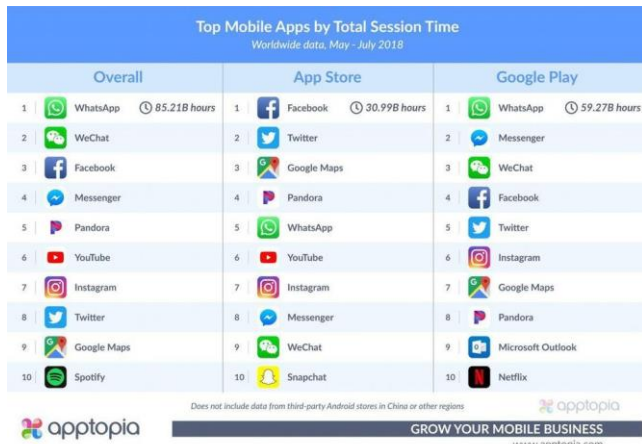 Top Mobile Apps by Total Session Time
Worldwide data, May - July 2018
Overall
1 WhatsApp 85.21B hours
2 WeChat
3 Facebook
4 Messenger
5 Pandora
6 YouTube
7 Instagram
8 Twitter
9 Google Maps
10 Spotify
App Store
1 Facebook 30.99B hours
2 Twitter
3 Google Maps
4 Pandora
5 WhatsApp
6 YouTube
7 Instagram
8 Messenger
9 WeChat
10 Snapchat
Google Play
1 WhatsApp 59.27B hours
2 Messenger
3 WeChat
4 Facebook
5 Twitter
6 Instagram
7 Google Maps
8 Pandora
9 Microsoft Outlook
10 Netflix
Does not include data from third-party Android stores in China or other regions
apptopia
apptopia
GROW YOUR MOBILE BUSINESS
www.apptopia.com